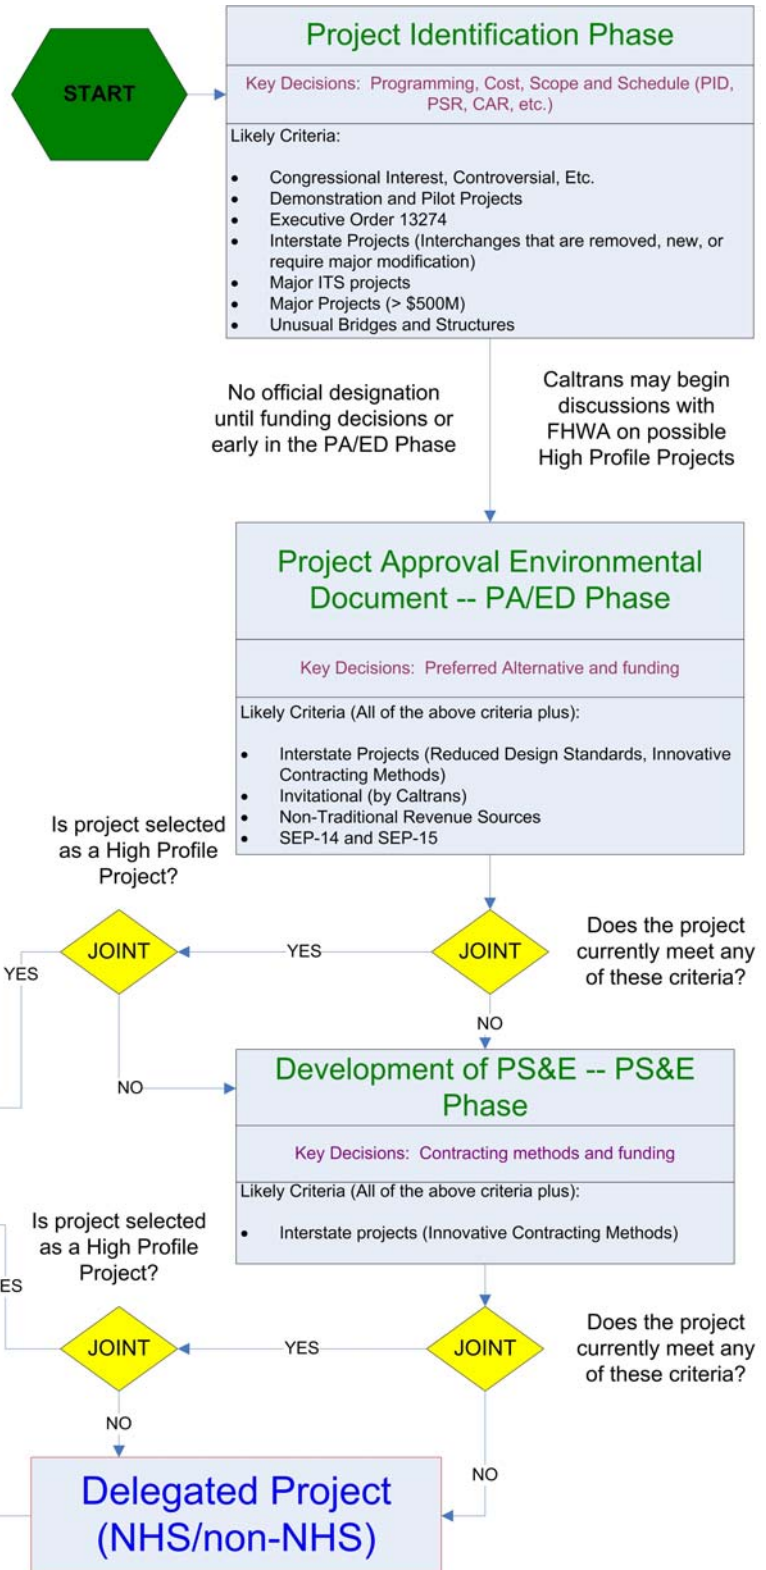 START
Project Identification Phase
Key Decisions: Programming, Cost, Scope and Schedule (PID,
PSR, CAR, etc.)
Likely Criteria:
• Congressional Interest, Controversial, Etc.
• Demonstration and Pilot Projects
• Executive Order 13274
• Interstate Projects (Interchanges that are removed, new, or
require major modification)
• Major ITS projects
• Major Projects (> $500M)
• Unusual Bridges and Structures
No official designation
until funding decisions or
early in the PA/ED Phase
Caltrans may begin
discussions with
FHWA on possible
High Profile Projects
Project Approval Environmental
Document -- PA/ED Phase
Key Decisions: Preferred Alternative and funding
Likely Criteria (All of the above criteria plus):
• Interstate Projects (Reduced Design Standards, Innovative
Contracting Methods)
• Invitational (by Caltrans)
• Non-Traditional Revenue Sources
• SEP-14 and SEP-15
Is project selected
as a High Profile
Project?
JOINT
YES
JOINT
Does the project
currently meet any
of these criteria?
YES
NO
NO
Development of PS&E -- PS&E
Phase
Key Decisions: Contracting methods and funding
Likely Criteria (All of the above criteria plus):
• Interstate projects (Innovative Contracting Methods)
Is project selected
as a High Profile
Project?
ES
JOINT
YES
JOINT
Does the project
currently meet any
of these criteria?
NO
NO
Delegated Project
(NHS/non-NHS)